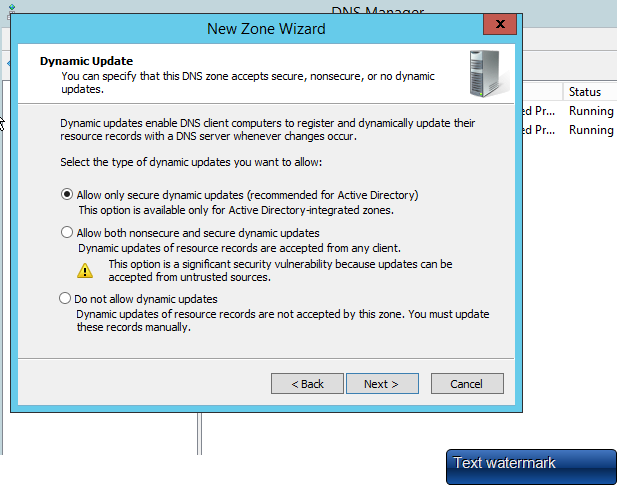 DNS Manager
New Zone Wizard
x
Dynamic Update
You can specify that this DNS zone accepts secure, nonsecure, or no dynamic
updates.
Status
ed Pr... Running
ed Pr... Running
Dynamic updates enable DNS client computers to register and dynamically update their
resource records with a DNS server whenever changes occur.
Select the type of dynamic updates you want to allow:
Allow only secure dynamic updates (recommended for Active Directory)
This option is available only for Active Directory-integrated zones.
Allow both nonsecure and secure dynamic updates
Dynamic updates of resource records are accepted from any client.
This option is a significant security vulnerability because updates can be
accepted from untrusted sources.
Do not allow dynamic updates
Dynamic updates of resource records are not accepted by this zone. You must update
these records manually.
< Back Next > Cancel
Text watermark